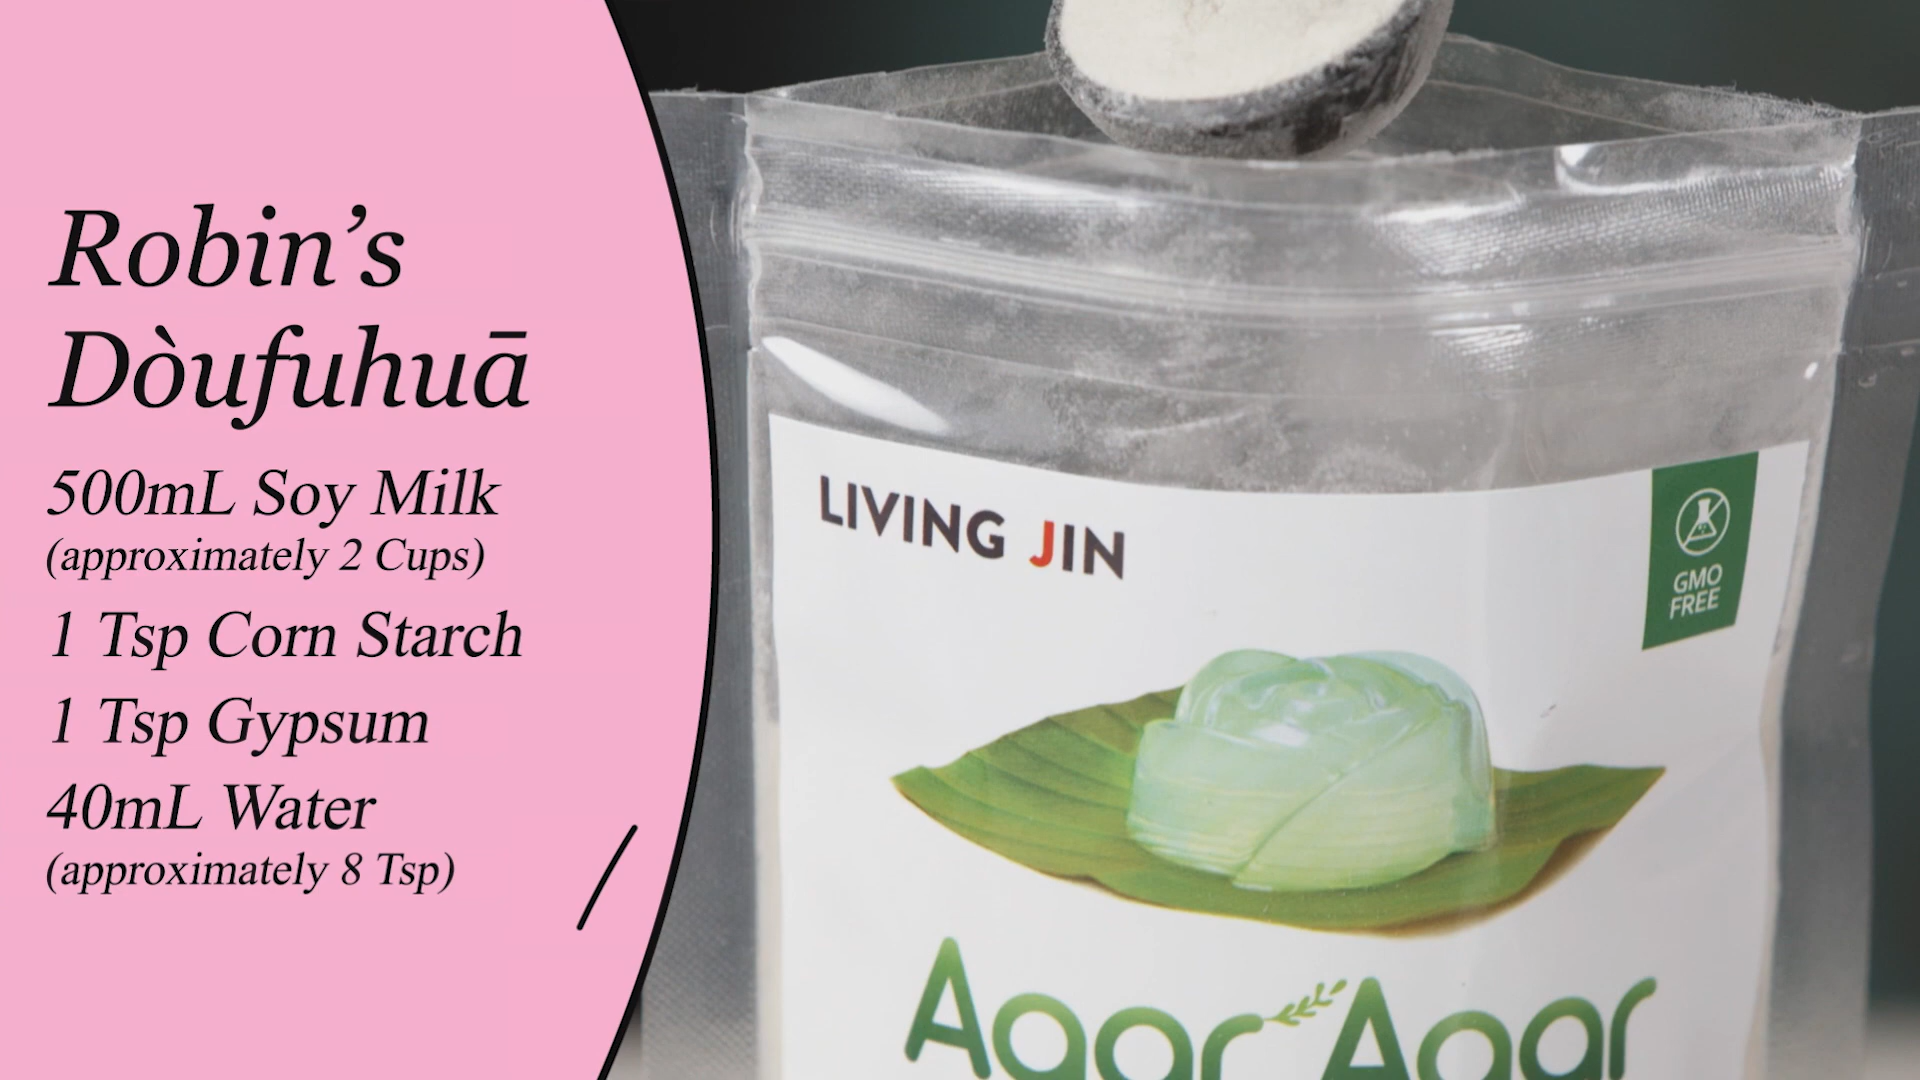 Robin’s
Dòufuhuā
500mL Soy Milk
(approximately 2 Cups)
1 Tsp Corn Starch
1 Tsp Gypsum
40mL Water
(approximately 8 Tsp)
LIVING JIN
GMO
FREE
Agar Agar